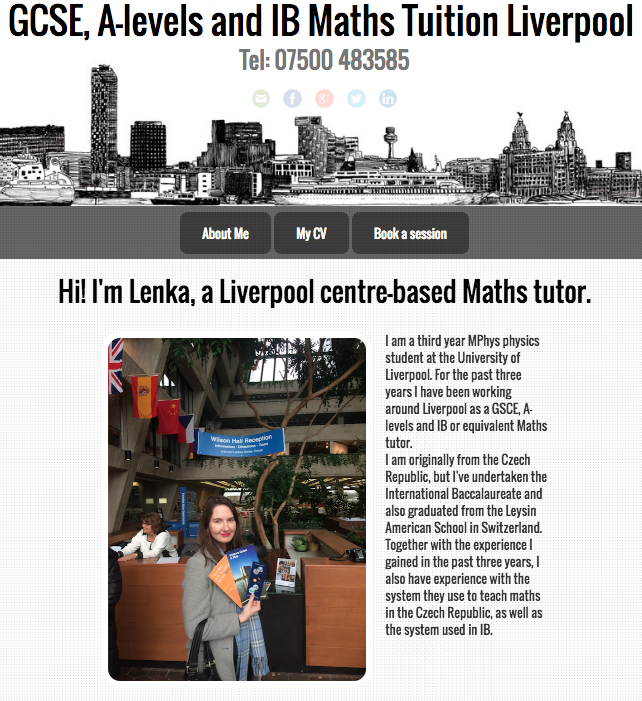 GCSE, A-levels and IB Maths Tuition Liverpool
Tel: 07500 483585
About Me
My CV
Book a session
Hi! I'm Lenka, a Liverpool centre-based Maths tutor.
Wilson Hall Reception
I am a third year MPhys physics
student at the University of
Liverpool. For the past three
years I have been working
around Liverpool as a GSCE, A-
levels and IB or equivalent Maths
tutor.
I am originally from the Czech
Republic, but I've undertaken the
International Baccalaureate and
also graduated from the Leysin
American School in Switzerland.
Together with the experience I
gained in the past three years, I
also have experience with the
system they use to teach maths
in the Czech Republic, as well as
the system used in IB.